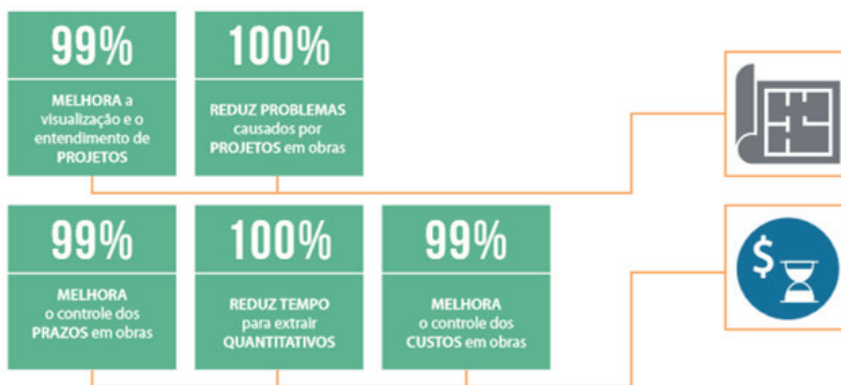 99%
MELHORA a
visualização e o
entendimento de
PROJETOS
100%
REDUZ PROBLEMAS
causados por
PROJETOS em obras
99%
MELHORA
o controle dos
PRAZOS em obras
100%
REDUZ TEMPO
para extrair
QUANTITATIVOS
99%
MELHORA
o controle dos
CUSTOS em obras
$